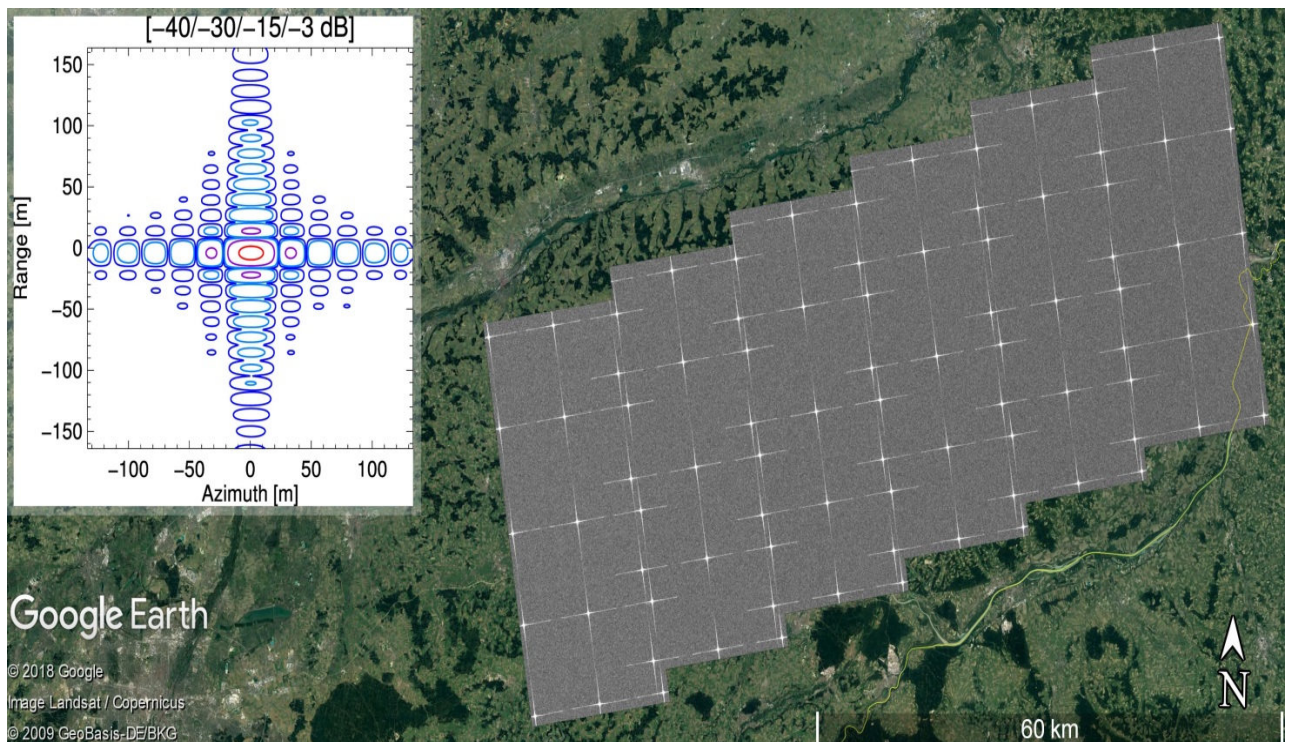 [−40/−30/−15/−3 dB]
150
100
50
0
−50
−100
−150
Range [m]
−100
−50
0
50
100
Azimuth [m]
Google Earth
© 2018 Google
Image Landsat / Copernicus
© 2009 GeoBasis-DE/BKG
60 km
N